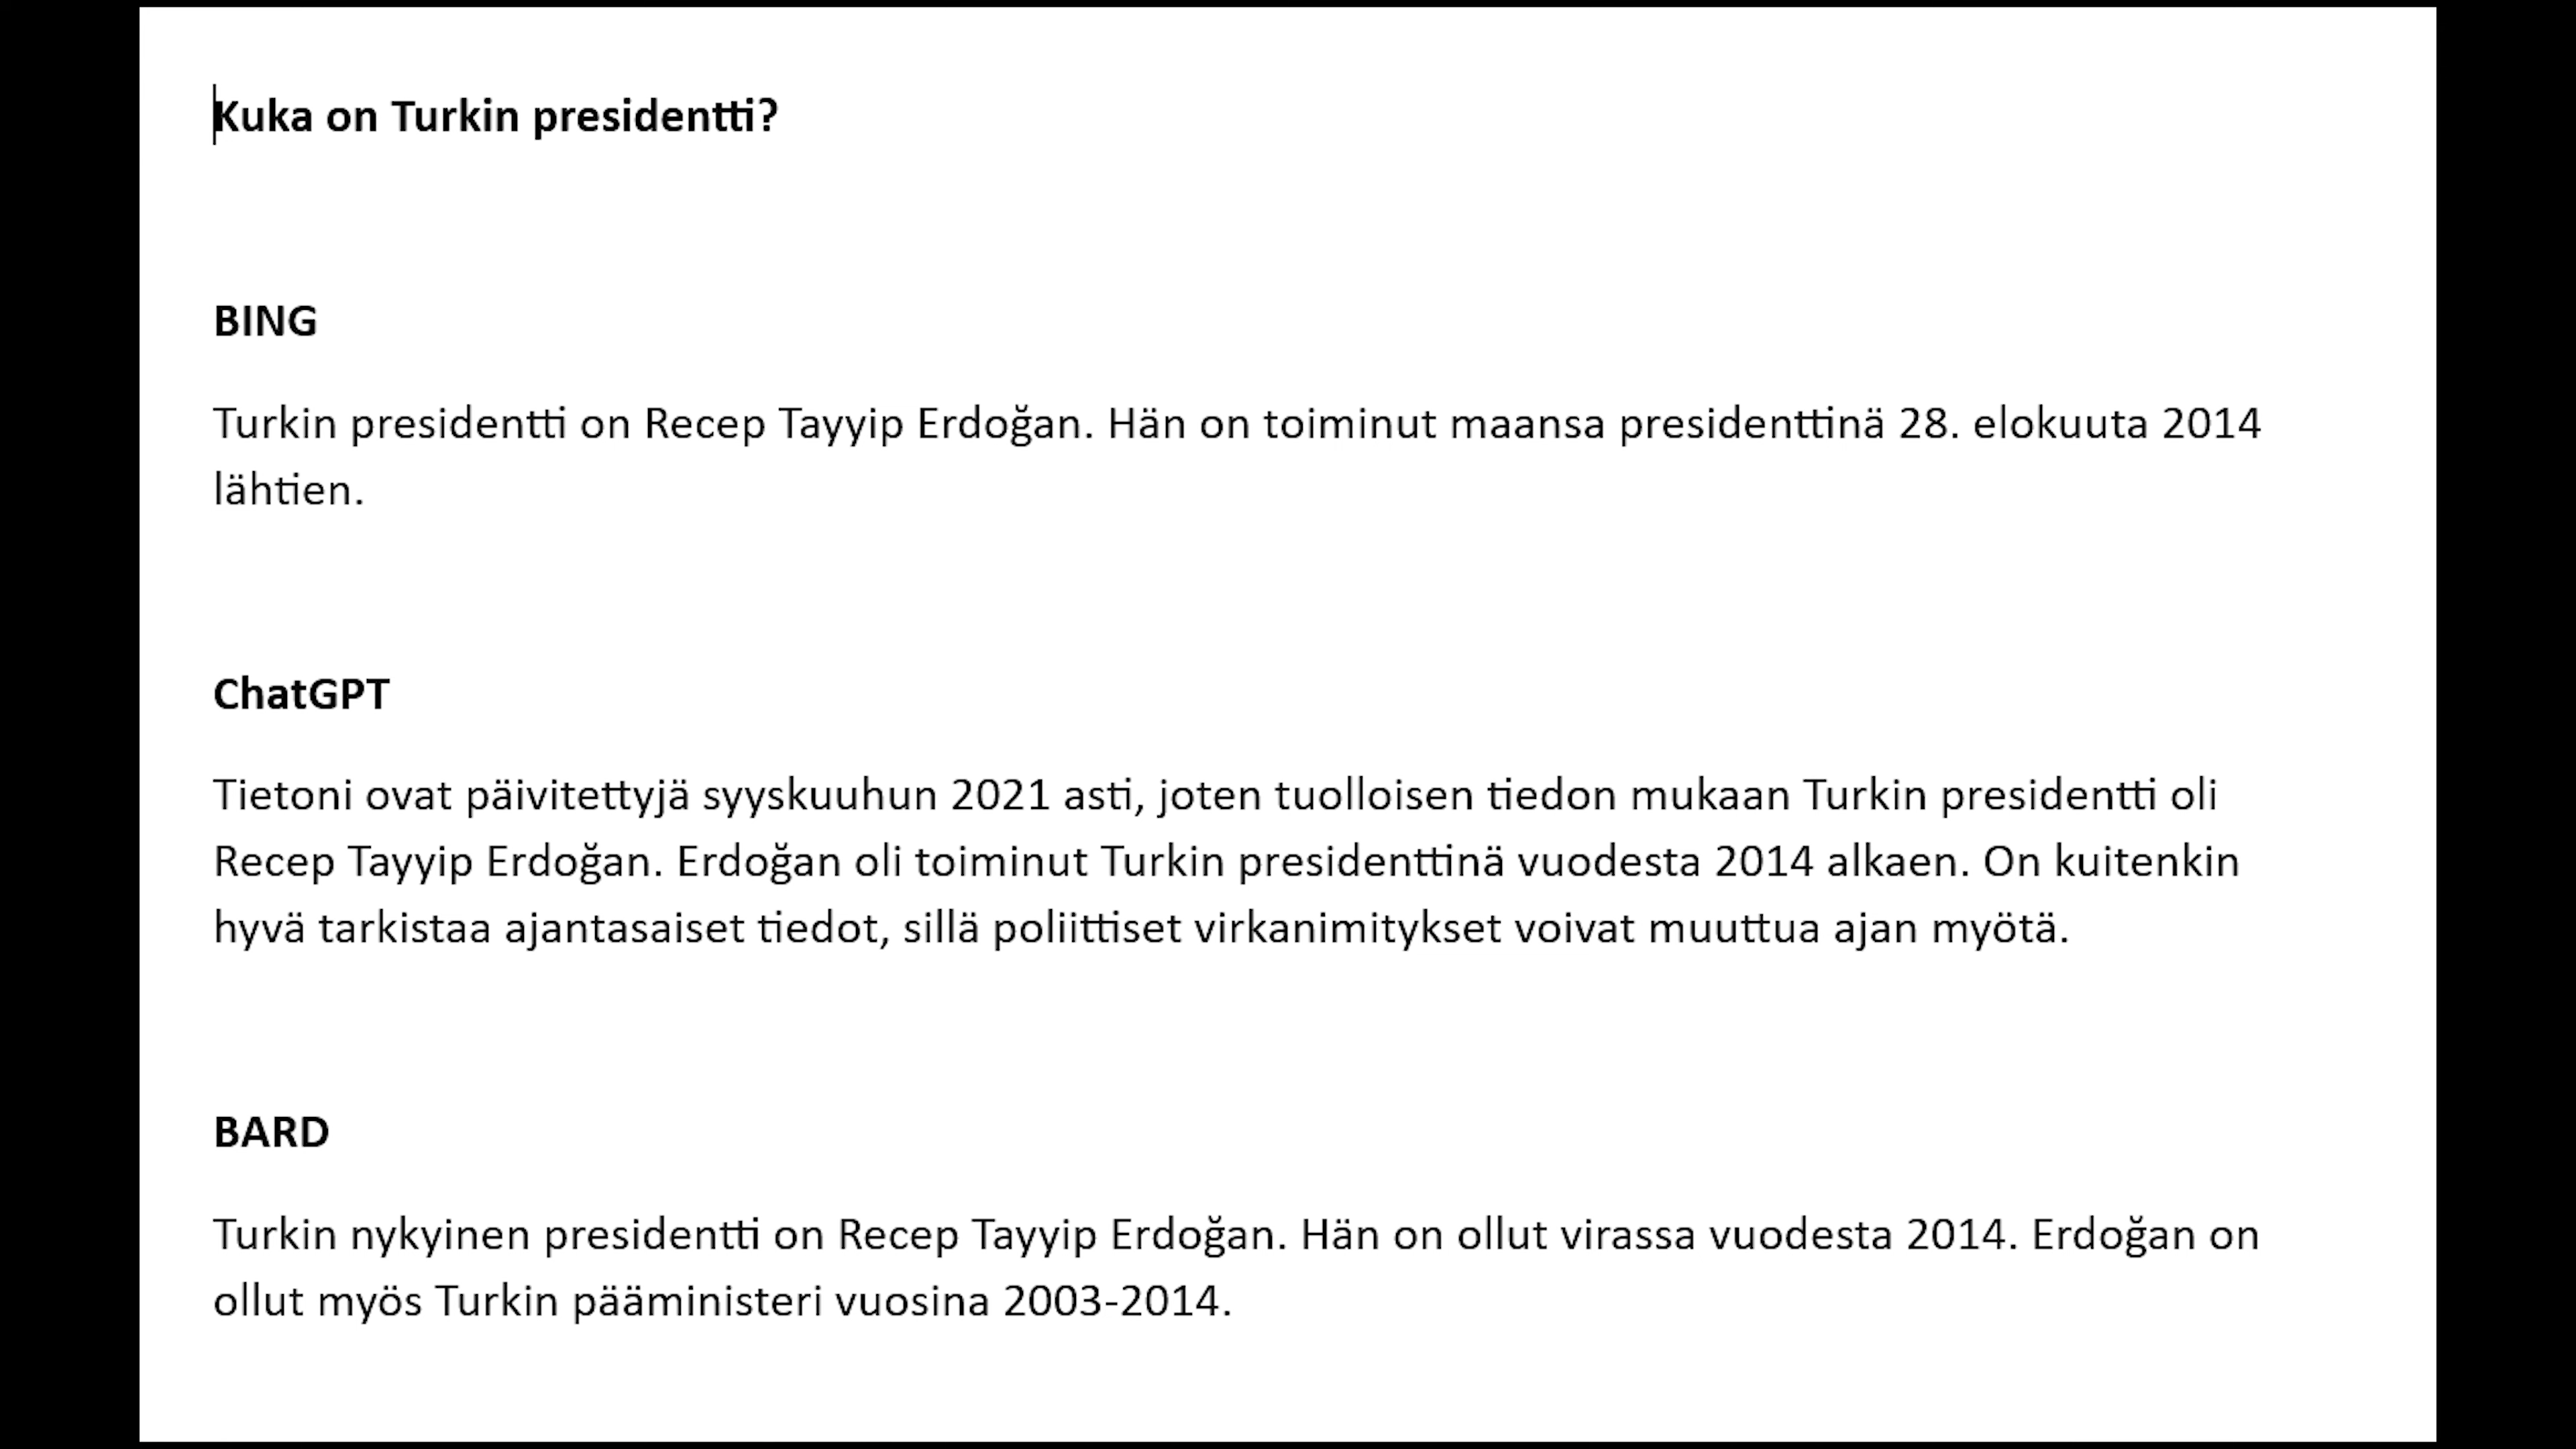 Kuka on Turkin presidentti?
BING
Turkin presidentti on Recep Tayyip Erdoğan. Hän on toiminut maansa presidenttinä 28. elokuuta 2014
lähtien.
ChatGPT
Tietoni ovat päivitettyjä syyskuuhun 2021 asti, joten tuolloisen tiedon mukaan Turkin presidentti oli
Recep Tayyip Erdoğan. Erdoğan oli toiminut Turkin presidenttinä vuodesta 2014 alkaen. On kuitenkin
hyvä tarkistaa ajantasaiset tiedot, sillä poliittiset virkanimitykset voivat muuttua ajan myötä.
BARD
Turkin nykyinen presidentti on Recep Tayyip Erdoğan. Hän on ollut virassa vuodesta 2014. Erdoğan on
ollut myös Turkin pääministeri vuosina 2003-2014.